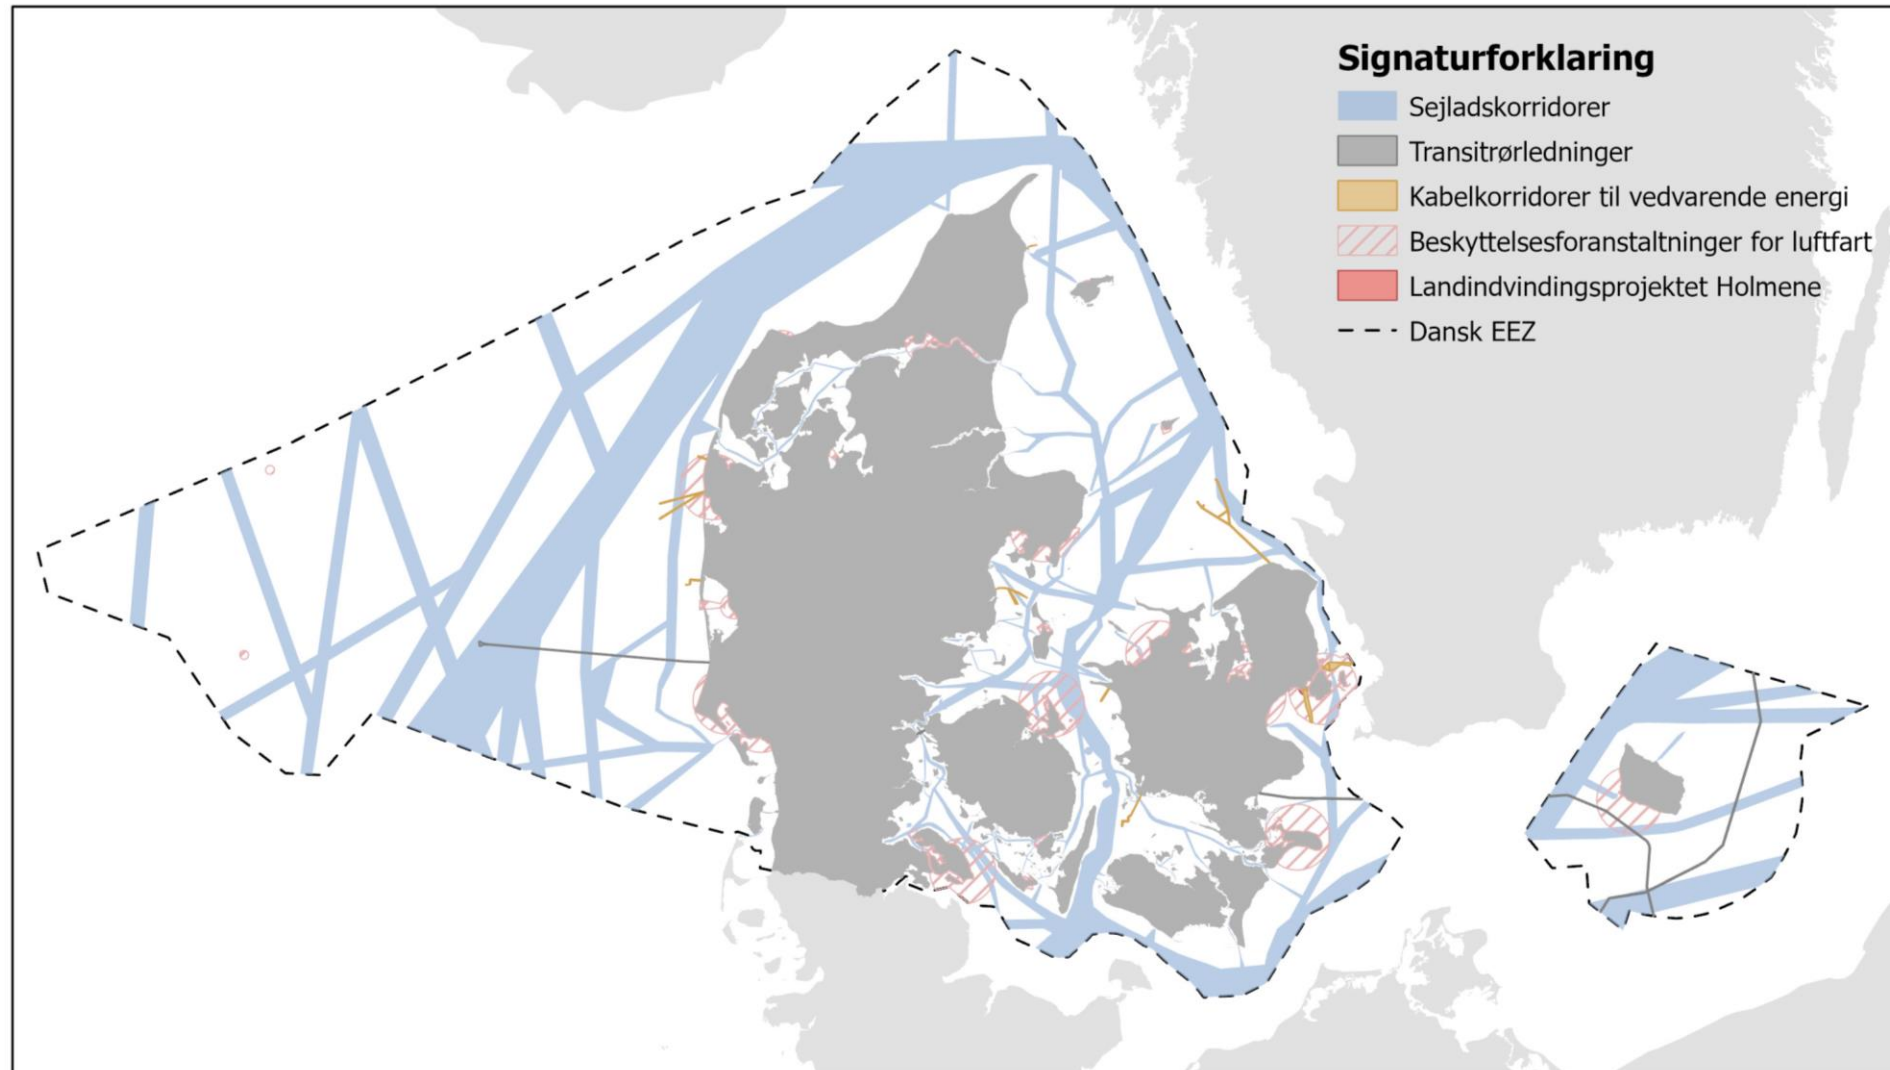 Signaturforklaring
Sejladskorridorer
Transitrørledninger
Kabelkorridorer til vedvarende energi
Beskyttelsesforanstaltninger for luftfart
Landindvindingsprojektet Holmene
Dansk EEZ